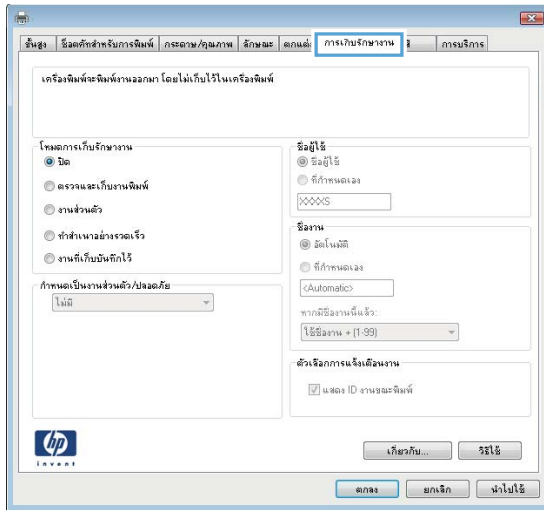 ขั้นสูง ช็อตคัทสำหรับการพิมพ์ กระดาษ/คุณภาพ ลักษณะ ตกแต่ง การเก็บรักษางาน สี การบริการ
เครื่องพิมพ์จะพิมพ์งานออกมา โดยไม่เก็บไว้ในเครื่องพิมพ์
โหมดการเก็บรักษางาน
ปิด
ตรวจและเก็บงานพิมพ์
งานส่วนตัว
ทำสำเนาอย่างรวดเร็ว
งานที่เก็บบันทึกไว้
กำหนดเป็นงานส่วนตัว/ปลอดภัย
ไม่มี
ชื่อผู้ใช้
ชื่อผู้ใช้
ที่กำหนดเอง
XXXXS
ชื่องาน
อัตโนมัติ
ที่กำหนดเอง
<Automatic>
หากมีชื่องานนี้แล้ว:
ใช้ชื่องาน + (1-99)
ตัวเลือกการแจ้งเตือนงาน
แสดง ID งานขณะพิมพ์
hp
invent
เกี่ยวกับ... วิธีใช้
ตกลง ยกเลิก นำไปใช้